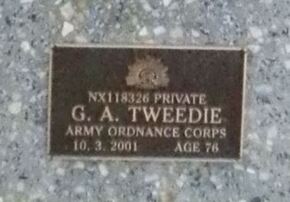 NX118326 PRIVATE
G. A. TWEEDIE
ARMY ORDNANCE CORPS
10. 3. 2001 AGE 76